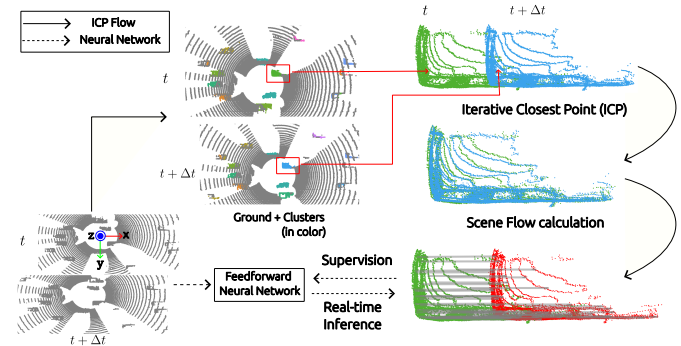 ICP Flow
Neural Network
t
t + Δt
t
Iterative Closest Point (ICP)
t + Δt
Ground + Clusters
(in color)
Scene Flow calculation
t
z
x
y
t + Δt
Feedforward
Neural Network
Supervision
Real-time
Inference